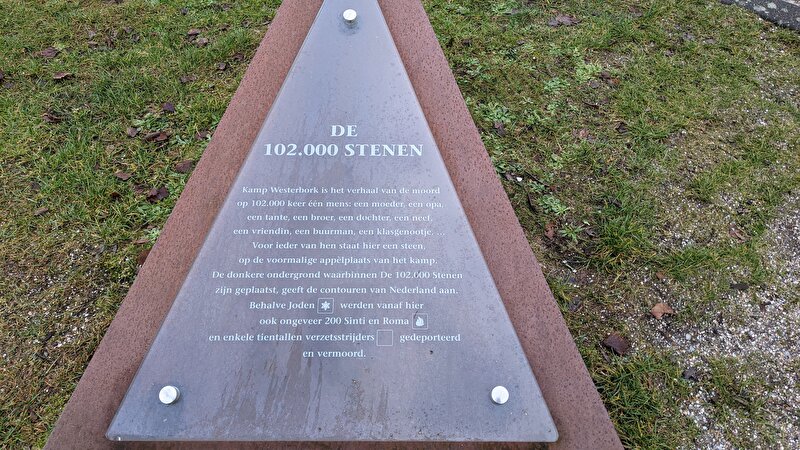 DE
102.000 STENEN
Kamp Westerbork is het verhaal van de moord
op 102.000 keer één mens: een moeder, een opa,
een tante, een broer, een dochter, een neef,
een vriendin, een buurman, een klasgenootje, ...
Voor ieder van hen staat hier een steen,
op de voormalige appèlplaats van het kamp.
De donkere ondergrond waarbinnen De 102.000 Stenen
zijn geplaatst, geeft de contouren van Nederland aan.
Behalve Joden werden vanaf hier
ook ongeveer 200 Sinti en Roma
en enkele tientallen verzetsstrijders gedeporteerd
en vermoord.